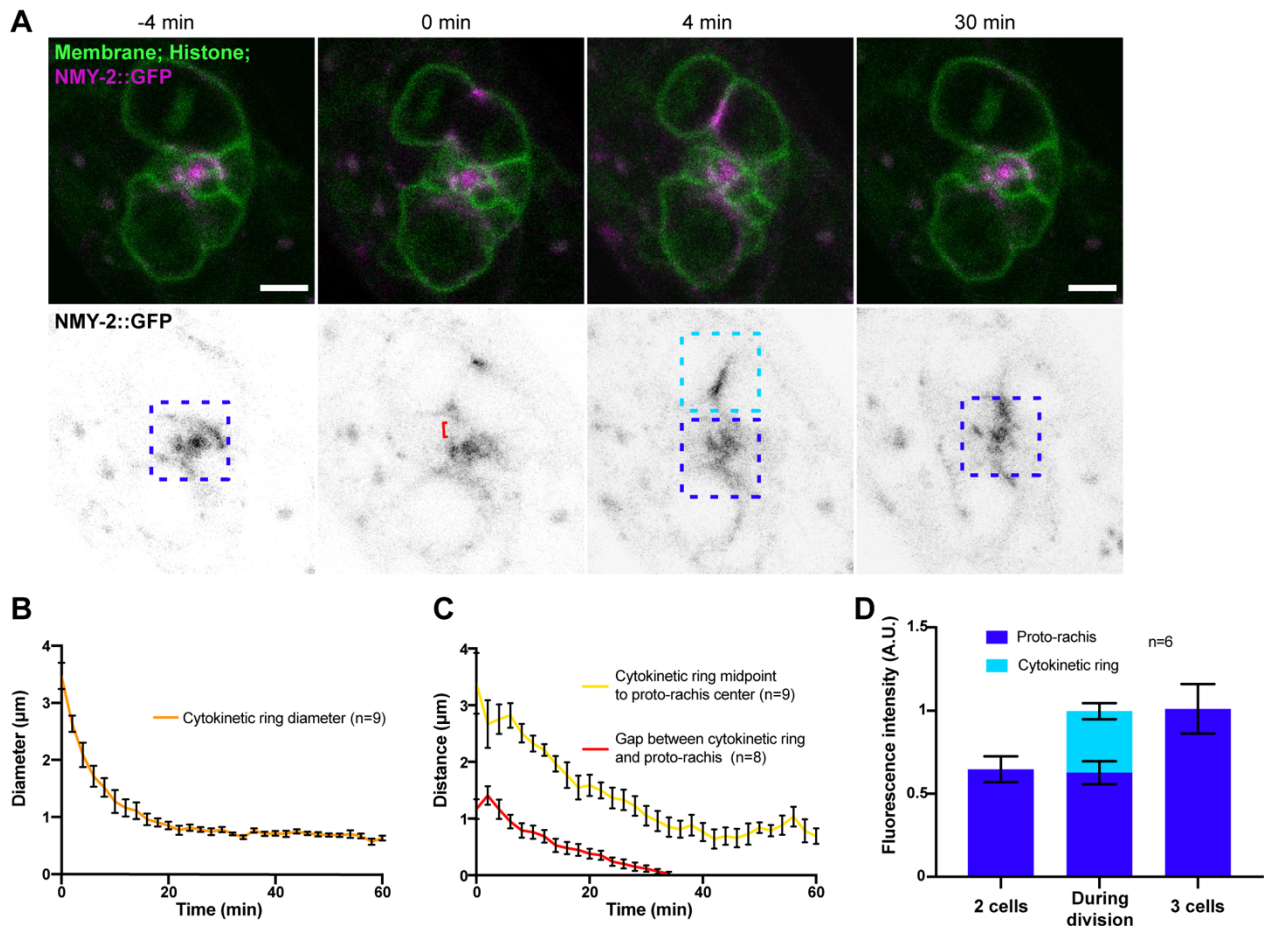 A
-4 min
0 min
4 min
30 min
Membrane; Histone;
NMY-2::GFP
NMY-2::GFP
B
Diameter (µm)
4
3
2
1
0
Cytokinetic ring diameter (n=9)
0
20
40
60
Time (min)
C
Distance (µm)
4
3
2
1
0
Cytokinetic ring midpoint
to proto-rachis center (n=9)
Gap between cytokinetic ring
and proto-rachis (n=8)
0
20
40
60
Time (min)
D
Fluorescence intensity (A.U.)
1.5
1
0.5
0
Proto-rachis
Cytokinetic ring
n=6
2 cells
During
division
3 cells